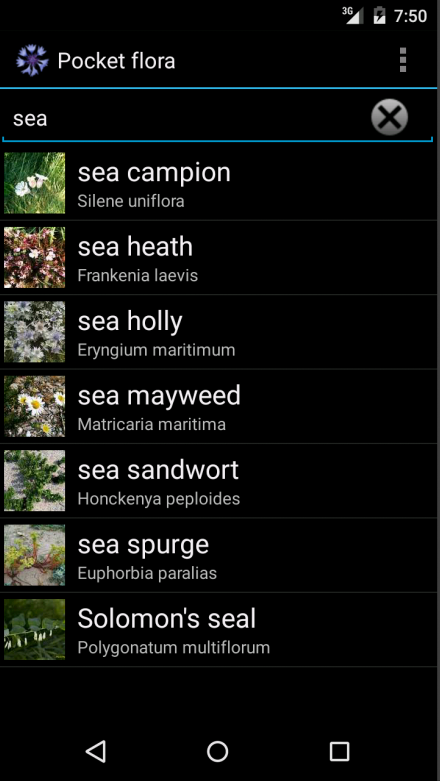 3G 7:50
Pocket flora
sea
sea campion
Silene uniflora
sea heath
Frankenia laevis
sea holly
Eryngium maritimum
sea mayweed
Matricaria maritima
sea sandwort
Honckenya peploides
sea spurge
Euphorbia paralias
Solomon's seal
Polygonatum multiflorum